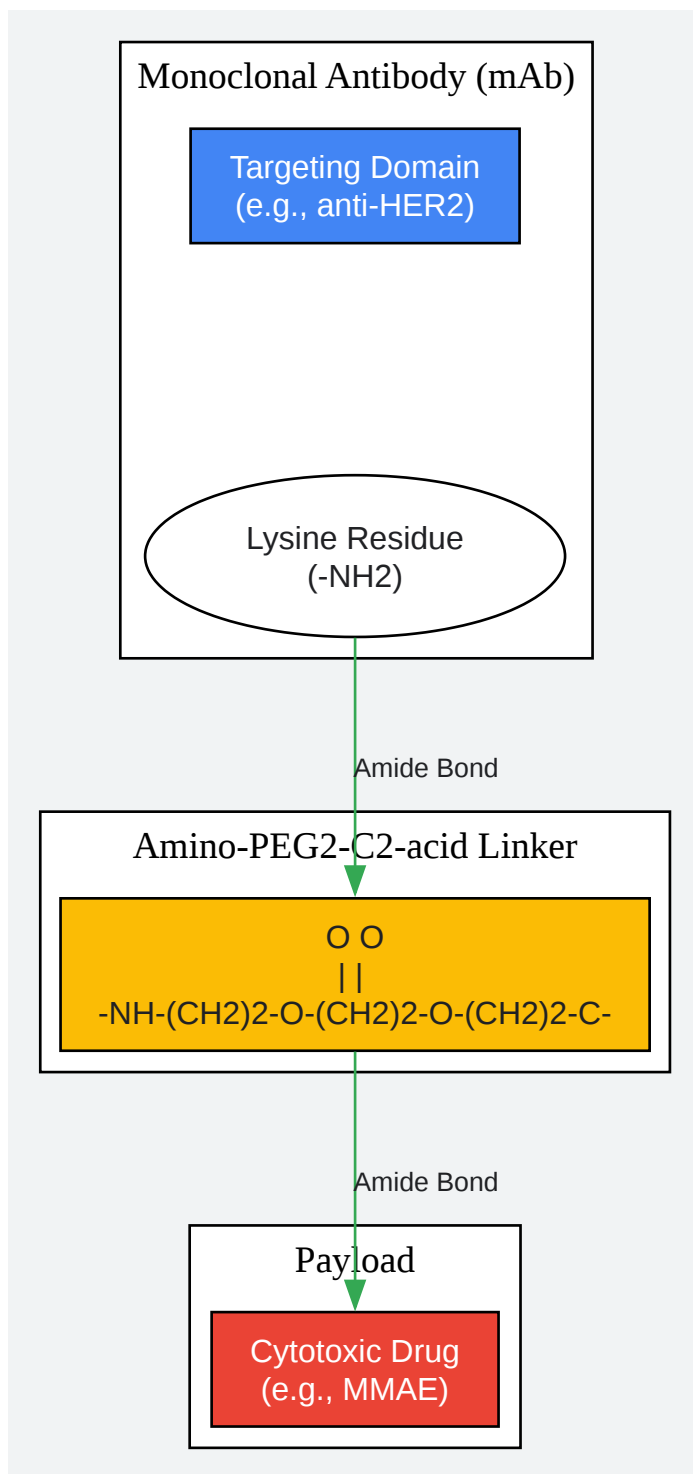 Monoclonal Antibody (mAb)
Targeting Domain
(e.g., anti-HER2)
Lysine Residue
(-NH2)
Amide Bond
Amino-PEG2-C2-acid Linker
O O
| |
-NH-(CH2)2-O-(CH2)2-O-(CH2)2-C-
Amide Bond
Payload
Cytotoxic Drug
(e.g., MMAE)